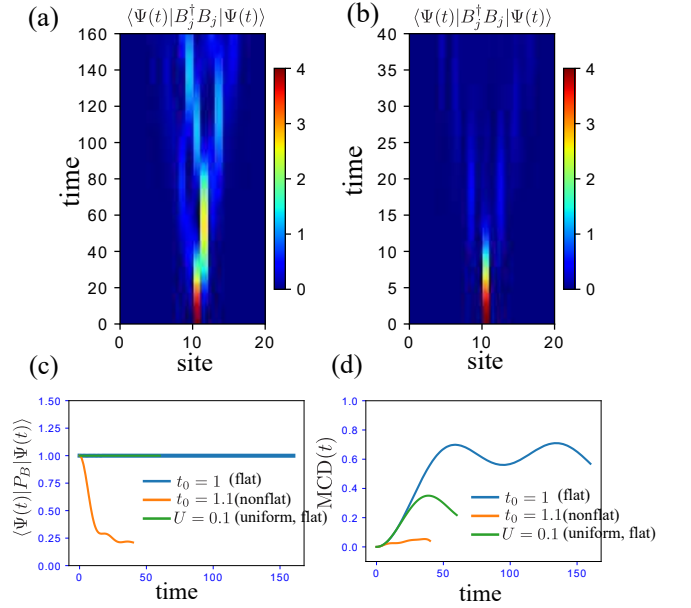 (a)
⟨Ψ(t)|B†ⱼBⱼ|Ψ(t)⟩
160
140
120
100
80
60
40
20
0
time
0
10
20
site
4
3
2
1
0
(b)
⟨Ψ(t)|B†ⱼBⱼ|Ψ(t)⟩
40
35
30
25
20
15
10
5
0
time
0
10
20
site
4
3
2
1
0
(c)
⟨Ψ(t)|P_B|Ψ(t)⟩
1.50
1.25
1.00
0.75
0.50
0.25
0.00
t₀ = 1 (flat)
t₀ = 1.1(nonflat)
U = 0.1 (uniform, flat)
0
50
100
150
time
(d)
MCD(t)
1.0
0.8
0.6
0.4
0.2
0.0
t₀ = 1 (flat)
t₀ = 1.1(nonflat)
U = 0.1 (uniform, flat)
0
50
100
150
time